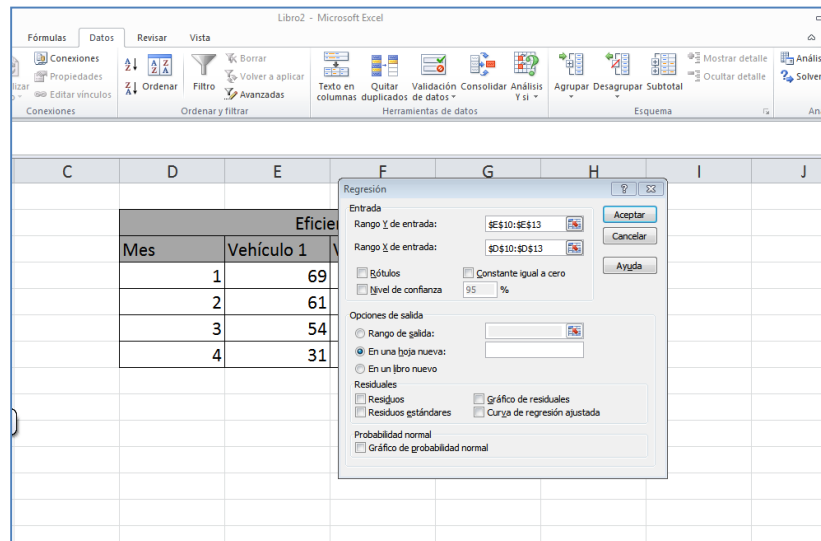 Libro2 - Microsoft Excel
Fórmulas Datos Revisar Vista
Conexiones
Propiedades
Editar vínculos
Conexiones
Ordenar
Filtro
Borrar
Volver a aplicar
Avanzadas
Ordenar y filtrar
Texto en columnas
Quitar duplicados
Validación de datos
Consolidar
Análisis Y si
Herramientas de datos
Agrupar Desagrupar Subtotal
Mostrar detalle
Ocultar detalle
Esquema
Anális
Solver
An
C D E F G H I J
Eficie
Mes Vehículo 1 V
1 69
2 61
3 54
4 31
Regresión
Entrada
Rango Y de entrada: $E$10:$E$13
Rango X de entrada: $D$10:$D$13
Rótulos Constante igual a cero
Nivel de confianza 95 %
Aceptar
Cancelar
Ayuda
Opciones de salida
Rango de salida:
En una hoja nueva:
En un libro nuevo
Residuales
Residuos Gráfico de residuales
Residuos estándares Curva de regresión ajustada
Probabilidad normal
Gráfico de probabilidad normal